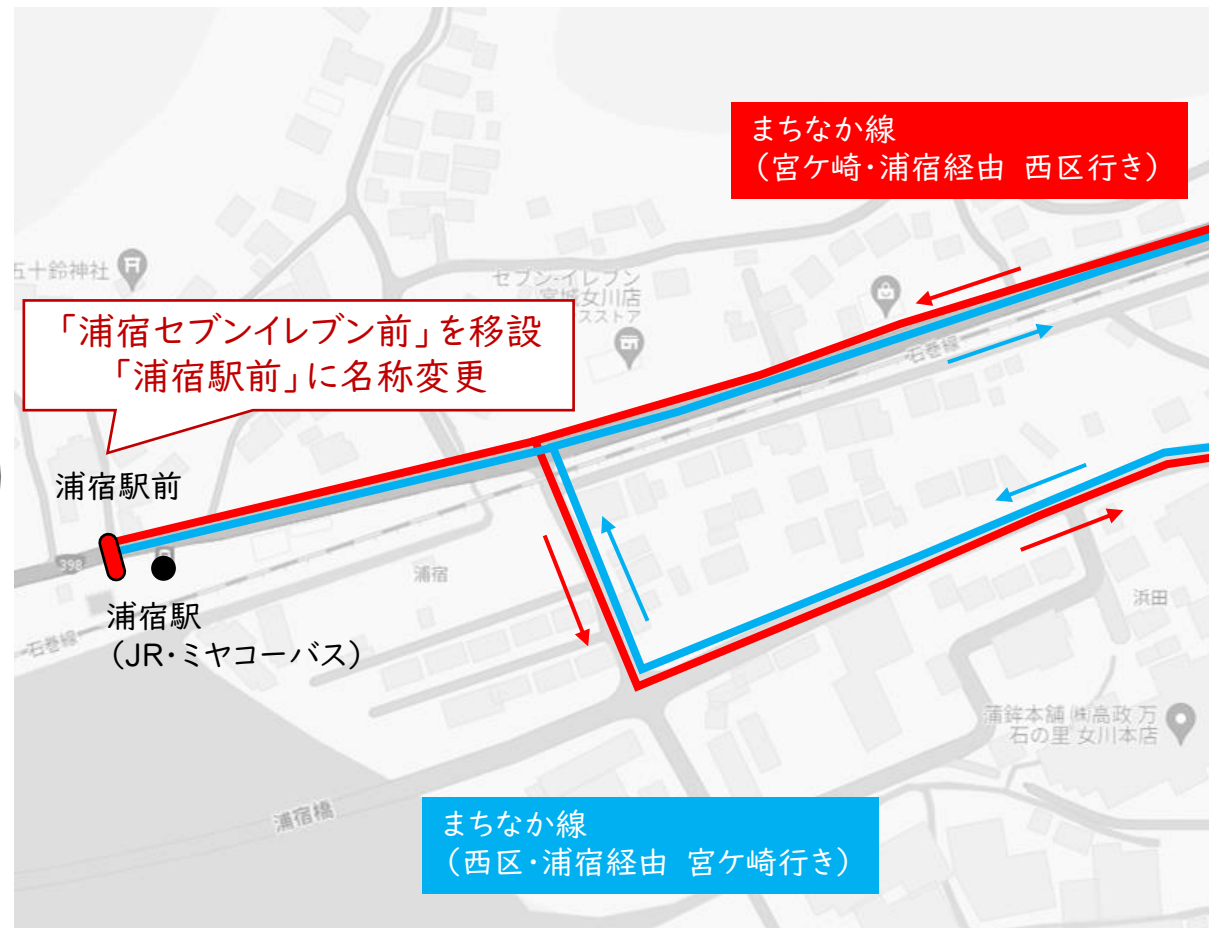 まちなか線
（宮ケ崎・浦宿経由 西区行き）
五十鈴神社
セブン-イレブン
宮城女川店
スストア
「浦宿セブンイレブン前」を移設
「浦宿駅前」に名称変更
石巻線
浦宿駅前
398
浦宿
浜田
浦宿駅
（JR・ミヤコーバス）
石巻線
蒲鉾本舗 ㈱高政 万
石の里 女川本店
浦宿橋
まちなか線
（西区・浦宿経由 宮ケ崎行き）